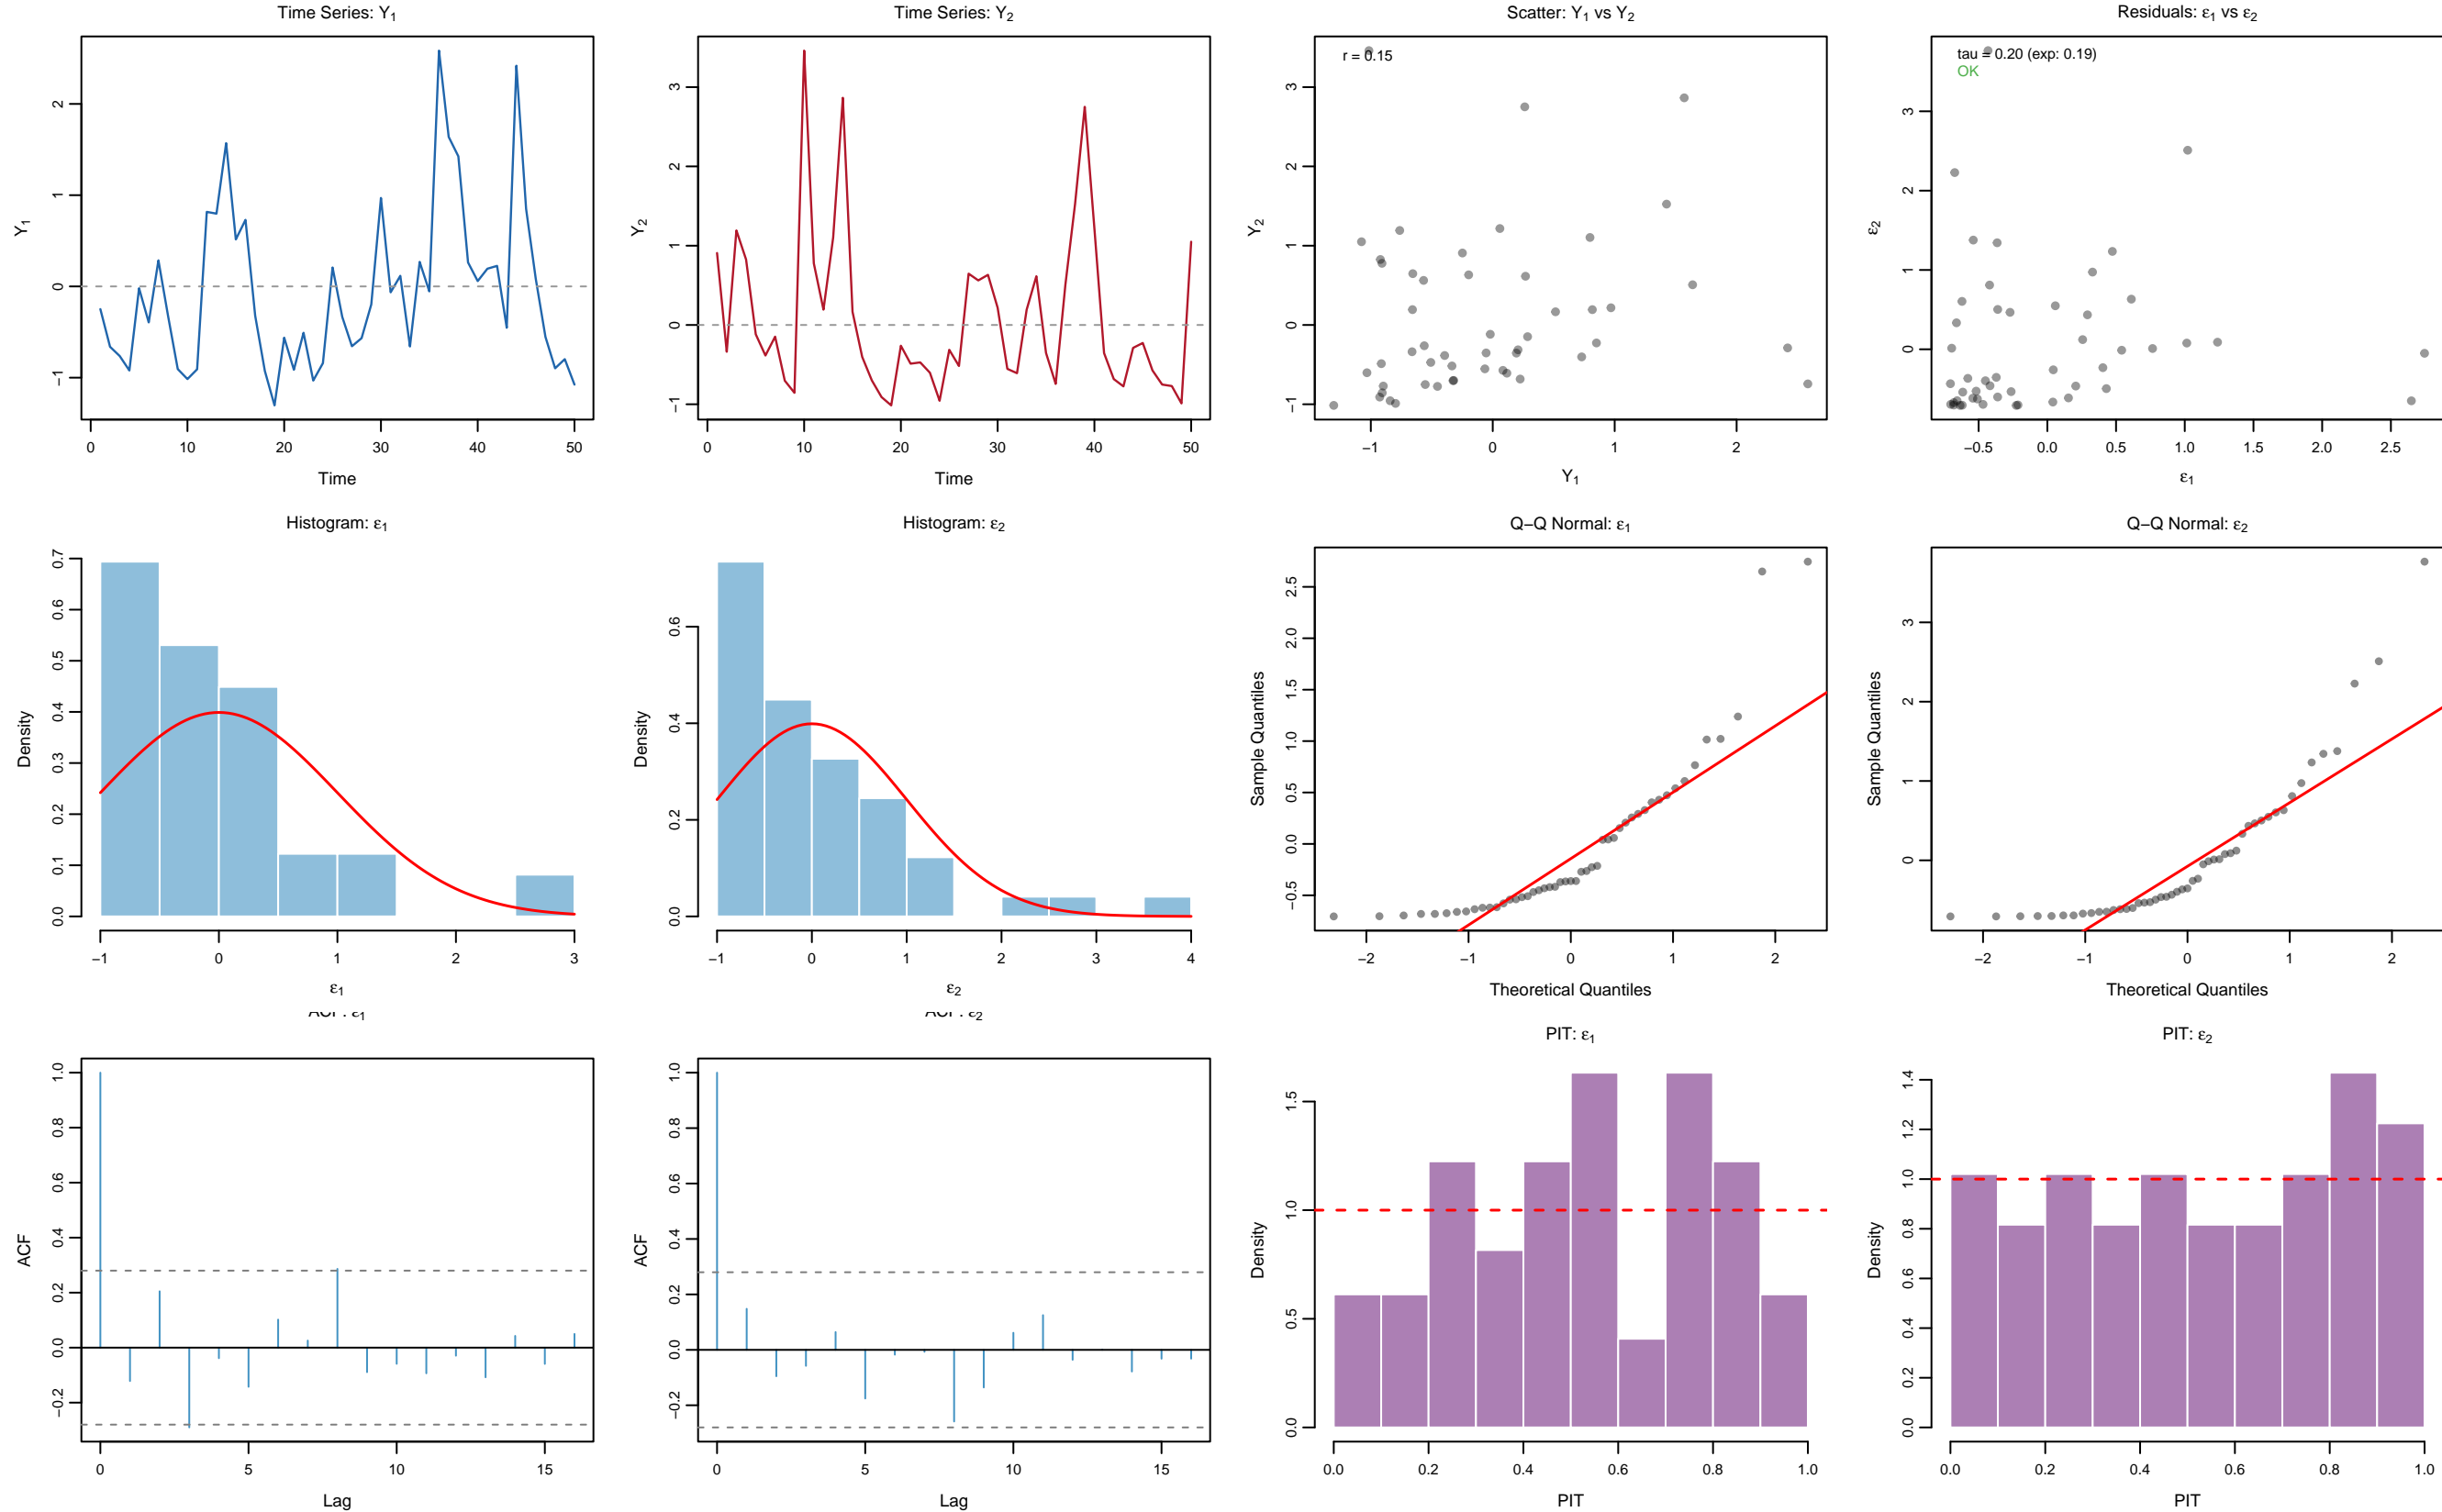 Time Series: Y₁
Y₁
−1 0 1 2
0 10 20 30 40 50
Time
Time Series: Y₂
Y₂
−1 0 1 2 3
0 10 20 30 40 50
Time
Scatter: Y₁ vs Y₂
r = 0.15
Y₂
−1 0 1 2 3
−1 0 1 2
Y₁
Residuals: ε₁ vs ε₂
tau = 0.20 (exp: 0.19)
OK
ε₂
0 1 2 3
−0.5 0.0 0.5 1.0 1.5 2.0 2.5
ε₁
Histogram: ε₁
Density
0.0 0.1 0.2 0.3 0.4 0.5 0.6 0.7
−1 0 1 2 3
ε₁
Histogram: ε₂
Density
0.0 0.2 0.4 0.6
−1 0 1 2 3 4
ε₂
Q−Q Normal: ε₁
Sample Quantiles
−0.5 0.0 0.5 1.0 1.5 2.0 2.5
−2 −1 0 1 2
Theoretical Quantiles
Q−Q Normal: ε₂
Sample Quantiles
0 1 2 3
−2 −1 0 1 2
Theoretical Quantiles
ACF: ε₁
ACF
−0.2 0.0 0.2 0.4 0.6 0.8 1.0
0 5 10 15
Lag
ACF: ε₂
ACF
−0.2 0.0 0.2 0.4 0.6 0.8 1.0
0 5 10 15
Lag
PIT: ε₁
Density
0.0 0.5 1.0 1.5
0.0 0.2 0.4 0.6 0.8 1.0
PIT
PIT: ε₂
Density
0.0 0.2 0.4 0.6 0.8 1.0 1.2 1.4
0.0 0.2 0.4 0.6 0.8 1.0
PIT